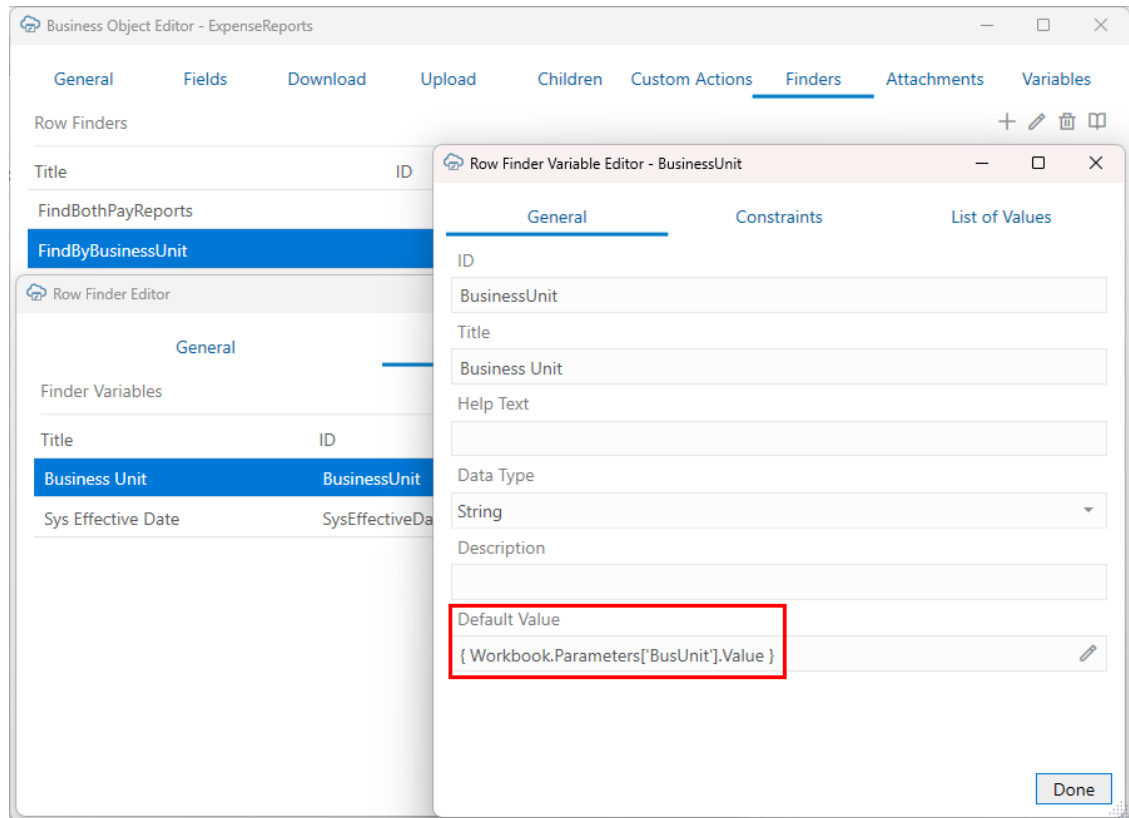 Business Object Editor - ExpenseReports
General Fields Download Upload Children Custom Actions Finders Attachments Variables
Row Finders
Title ID
FindBothPayReports
FindByBusinessUnit
Row Finder Editor
General
Finder Variables
Title ID
Business Unit BusinessUnit
Sys Effective Date SysEffectiveDa
Row Finder Variable Editor - BusinessUnit
General Constraints List of Values
ID
BusinessUnit
Title
Business Unit
Help Text
Data Type
String
Description
Default Value
{ Workbook.Parameters['BusUnit'].Value }
Done